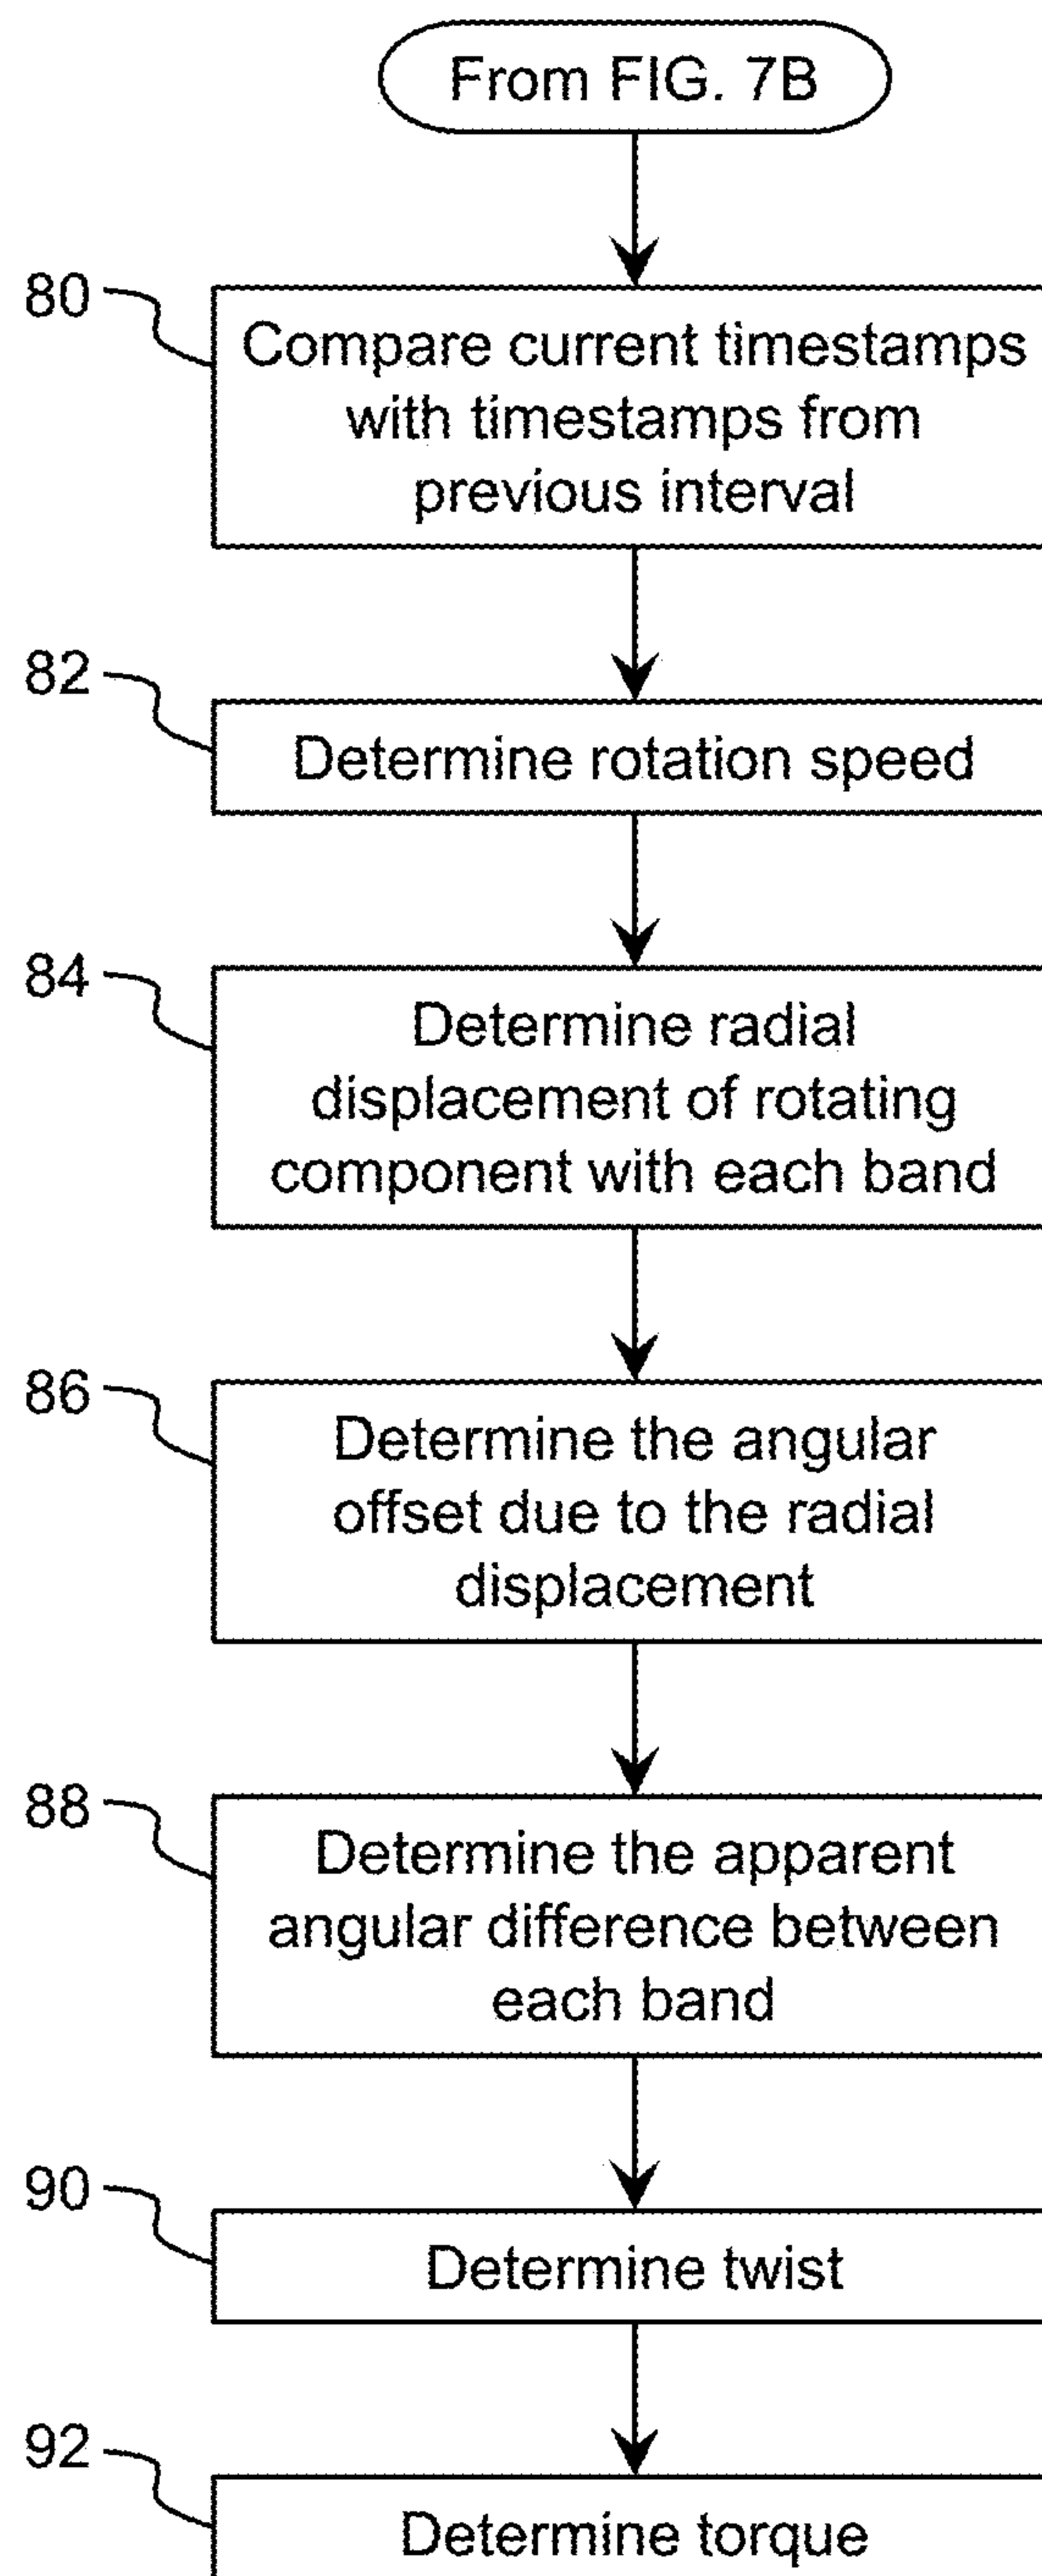 From FIG. 7B
80
Compare current timestamps
with timestamps from
previous interval
82
Determine rotation speed
84
Determine radial
displacement of rotating
component with each band
86
Determine the angular
offset due to the radial
displacement
88
Determine the apparent
angular difference between
each band
90
Determine twist
92
Determine torque